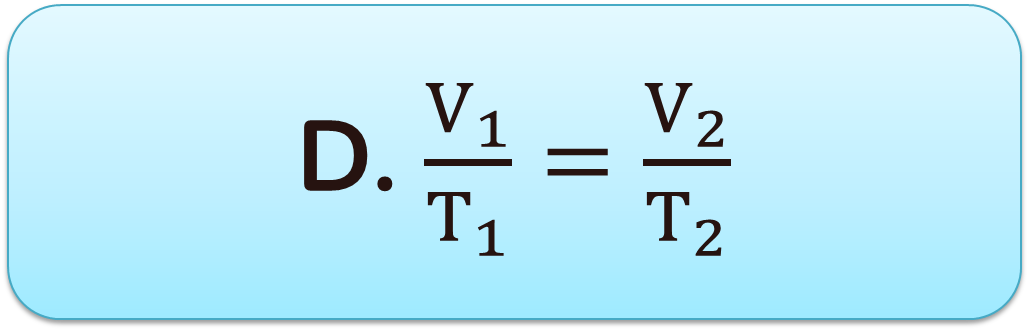 D. V₁/T₁ = V₂/T₂